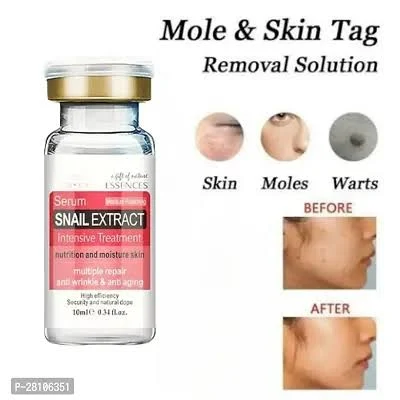 Mole & Skin Tag
Removal Solution
Skin Moles Warts
BEFORE
AFTER
a gift of nature
ESSENCES
Serum
SNAIL EXTRACT
Intensive Treatment
nutrition and moisture skin
multiple repair
anti wrinkle & anti aging
High efficiency
Security and natural dope
10ml ℮ 0.34 fl.oz.
P-28106351